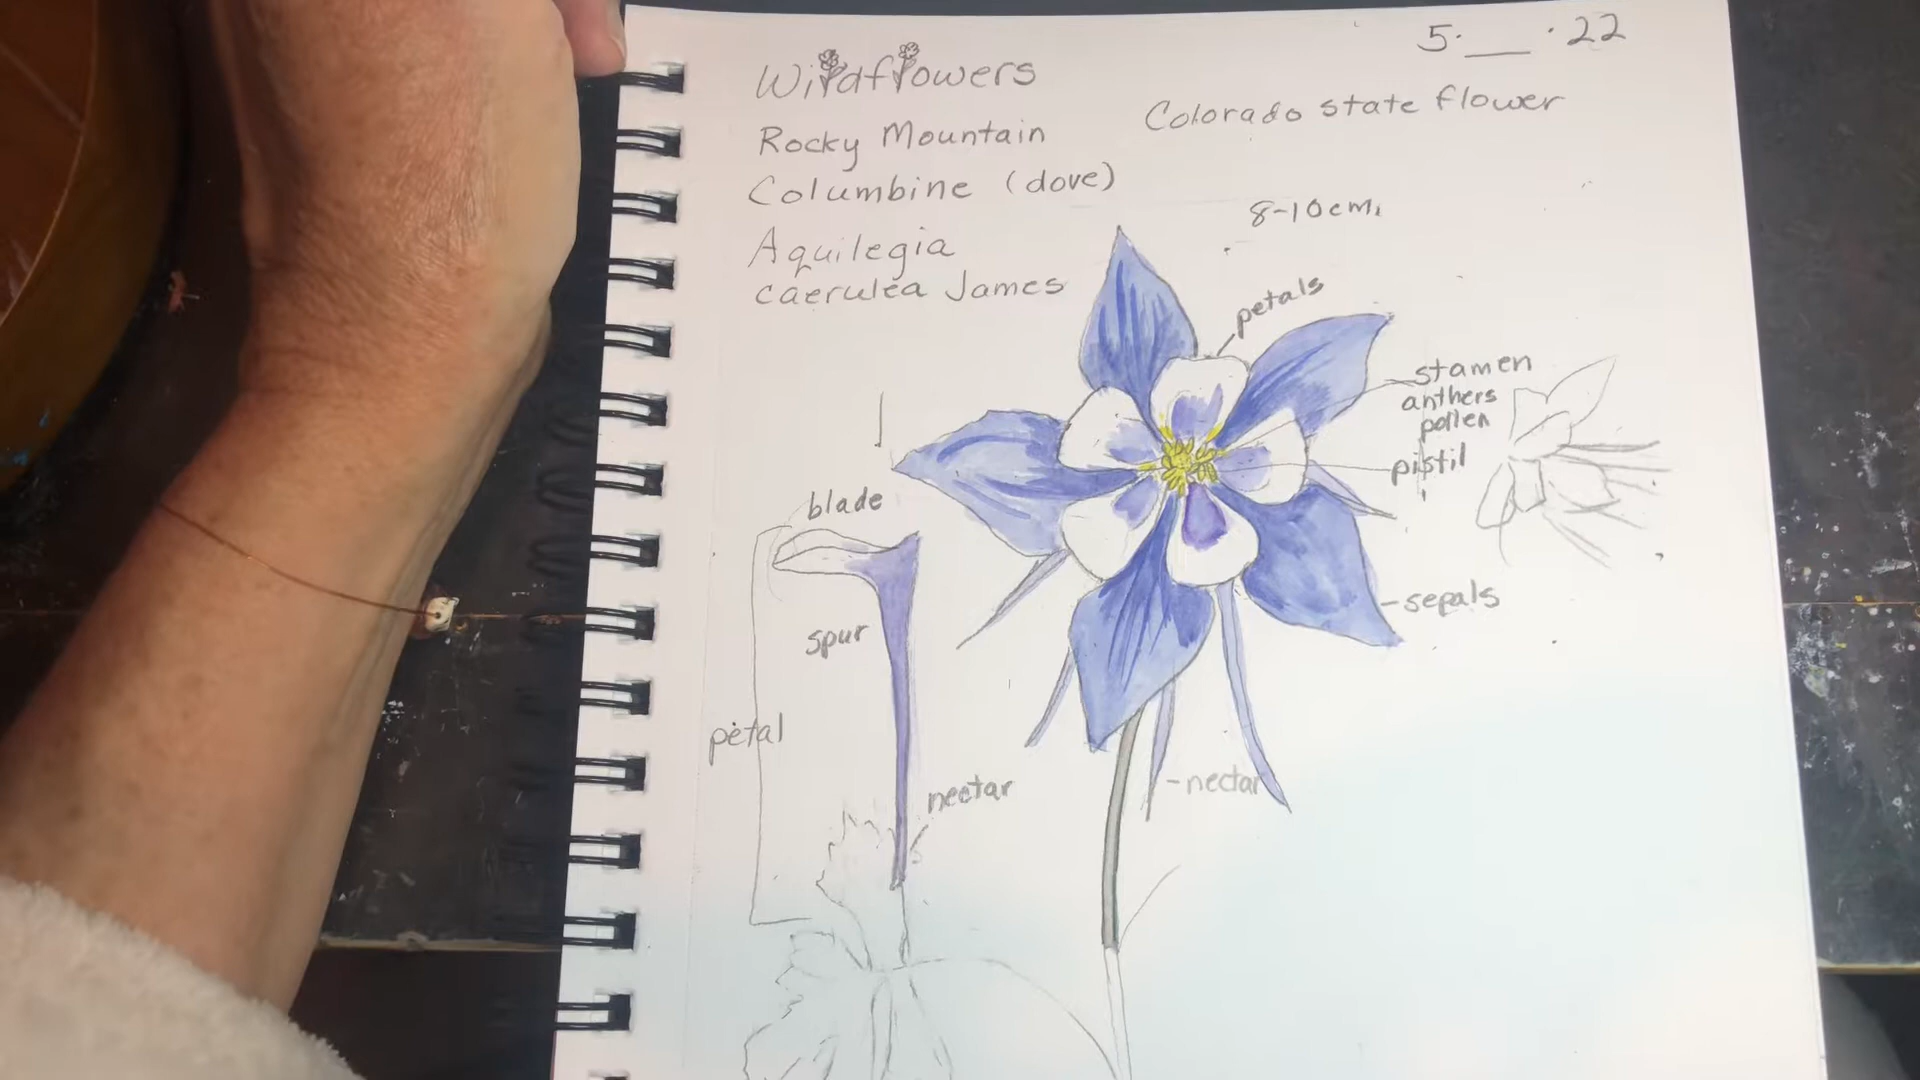 5.__.22
Wildflowers
Colorado state flower
Rocky Mountain
Columbine (dove)
8-10cm.
Aquilegia
caerulea James
petals
stamen
anthers
pollen
pistil
blade
sepals
spur
petal
nectar
-nectar